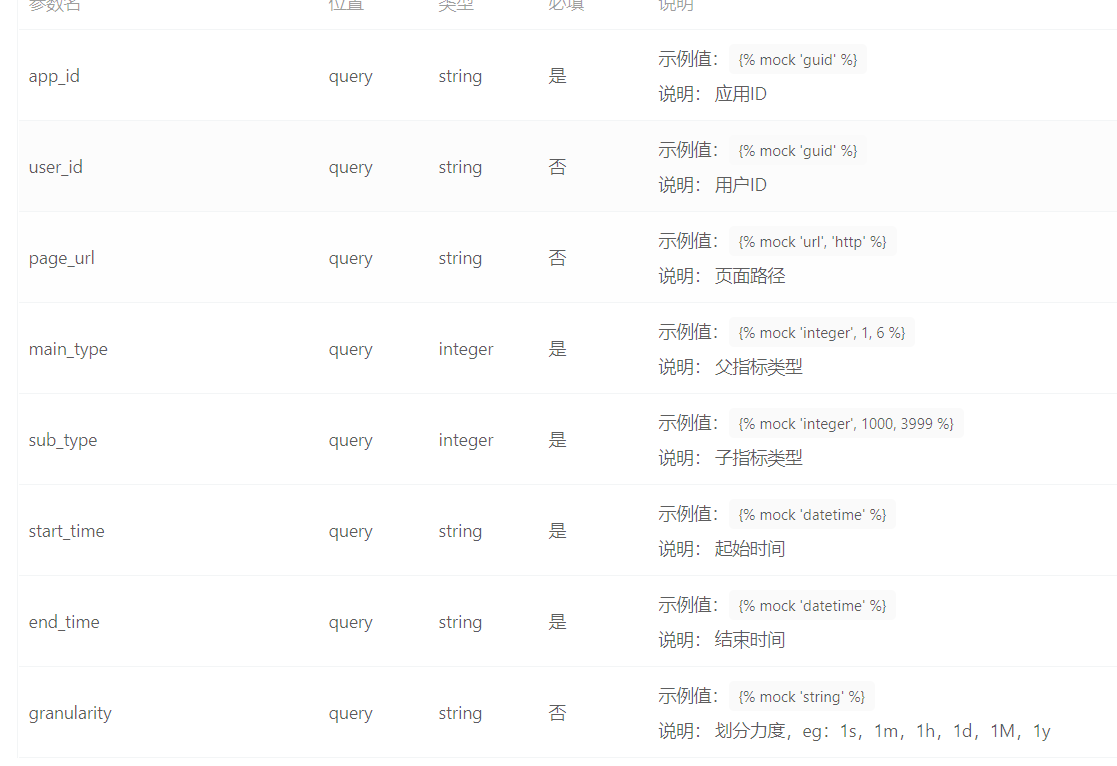 参数名 位置 类型 必填 说明
app_id query string 是 示例值： {% mock 'guid' %}
说明： 应用ID
user_id query string 否 示例值： {% mock 'guid' %}
说明： 用户ID
page_url query string 否 示例值： {% mock 'url', 'http' %}
说明： 页面路径
main_type query integer 是 示例值： {% mock 'integer', 1, 6 %}
说明： 父指标类型
sub_type query integer 是 示例值： {% mock 'integer', 1000, 3999 %}
说明： 子指标类型
start_time query string 是 示例值： {% mock 'datetime' %}
说明： 起始时间
end_time query string 是 示例值： {% mock 'datetime' %}
说明： 结束时间
granularity query string 否 示例值： {% mock 'string' %}
说明： 划分力度，eg：1s，1m，1h，1d，1M，1y